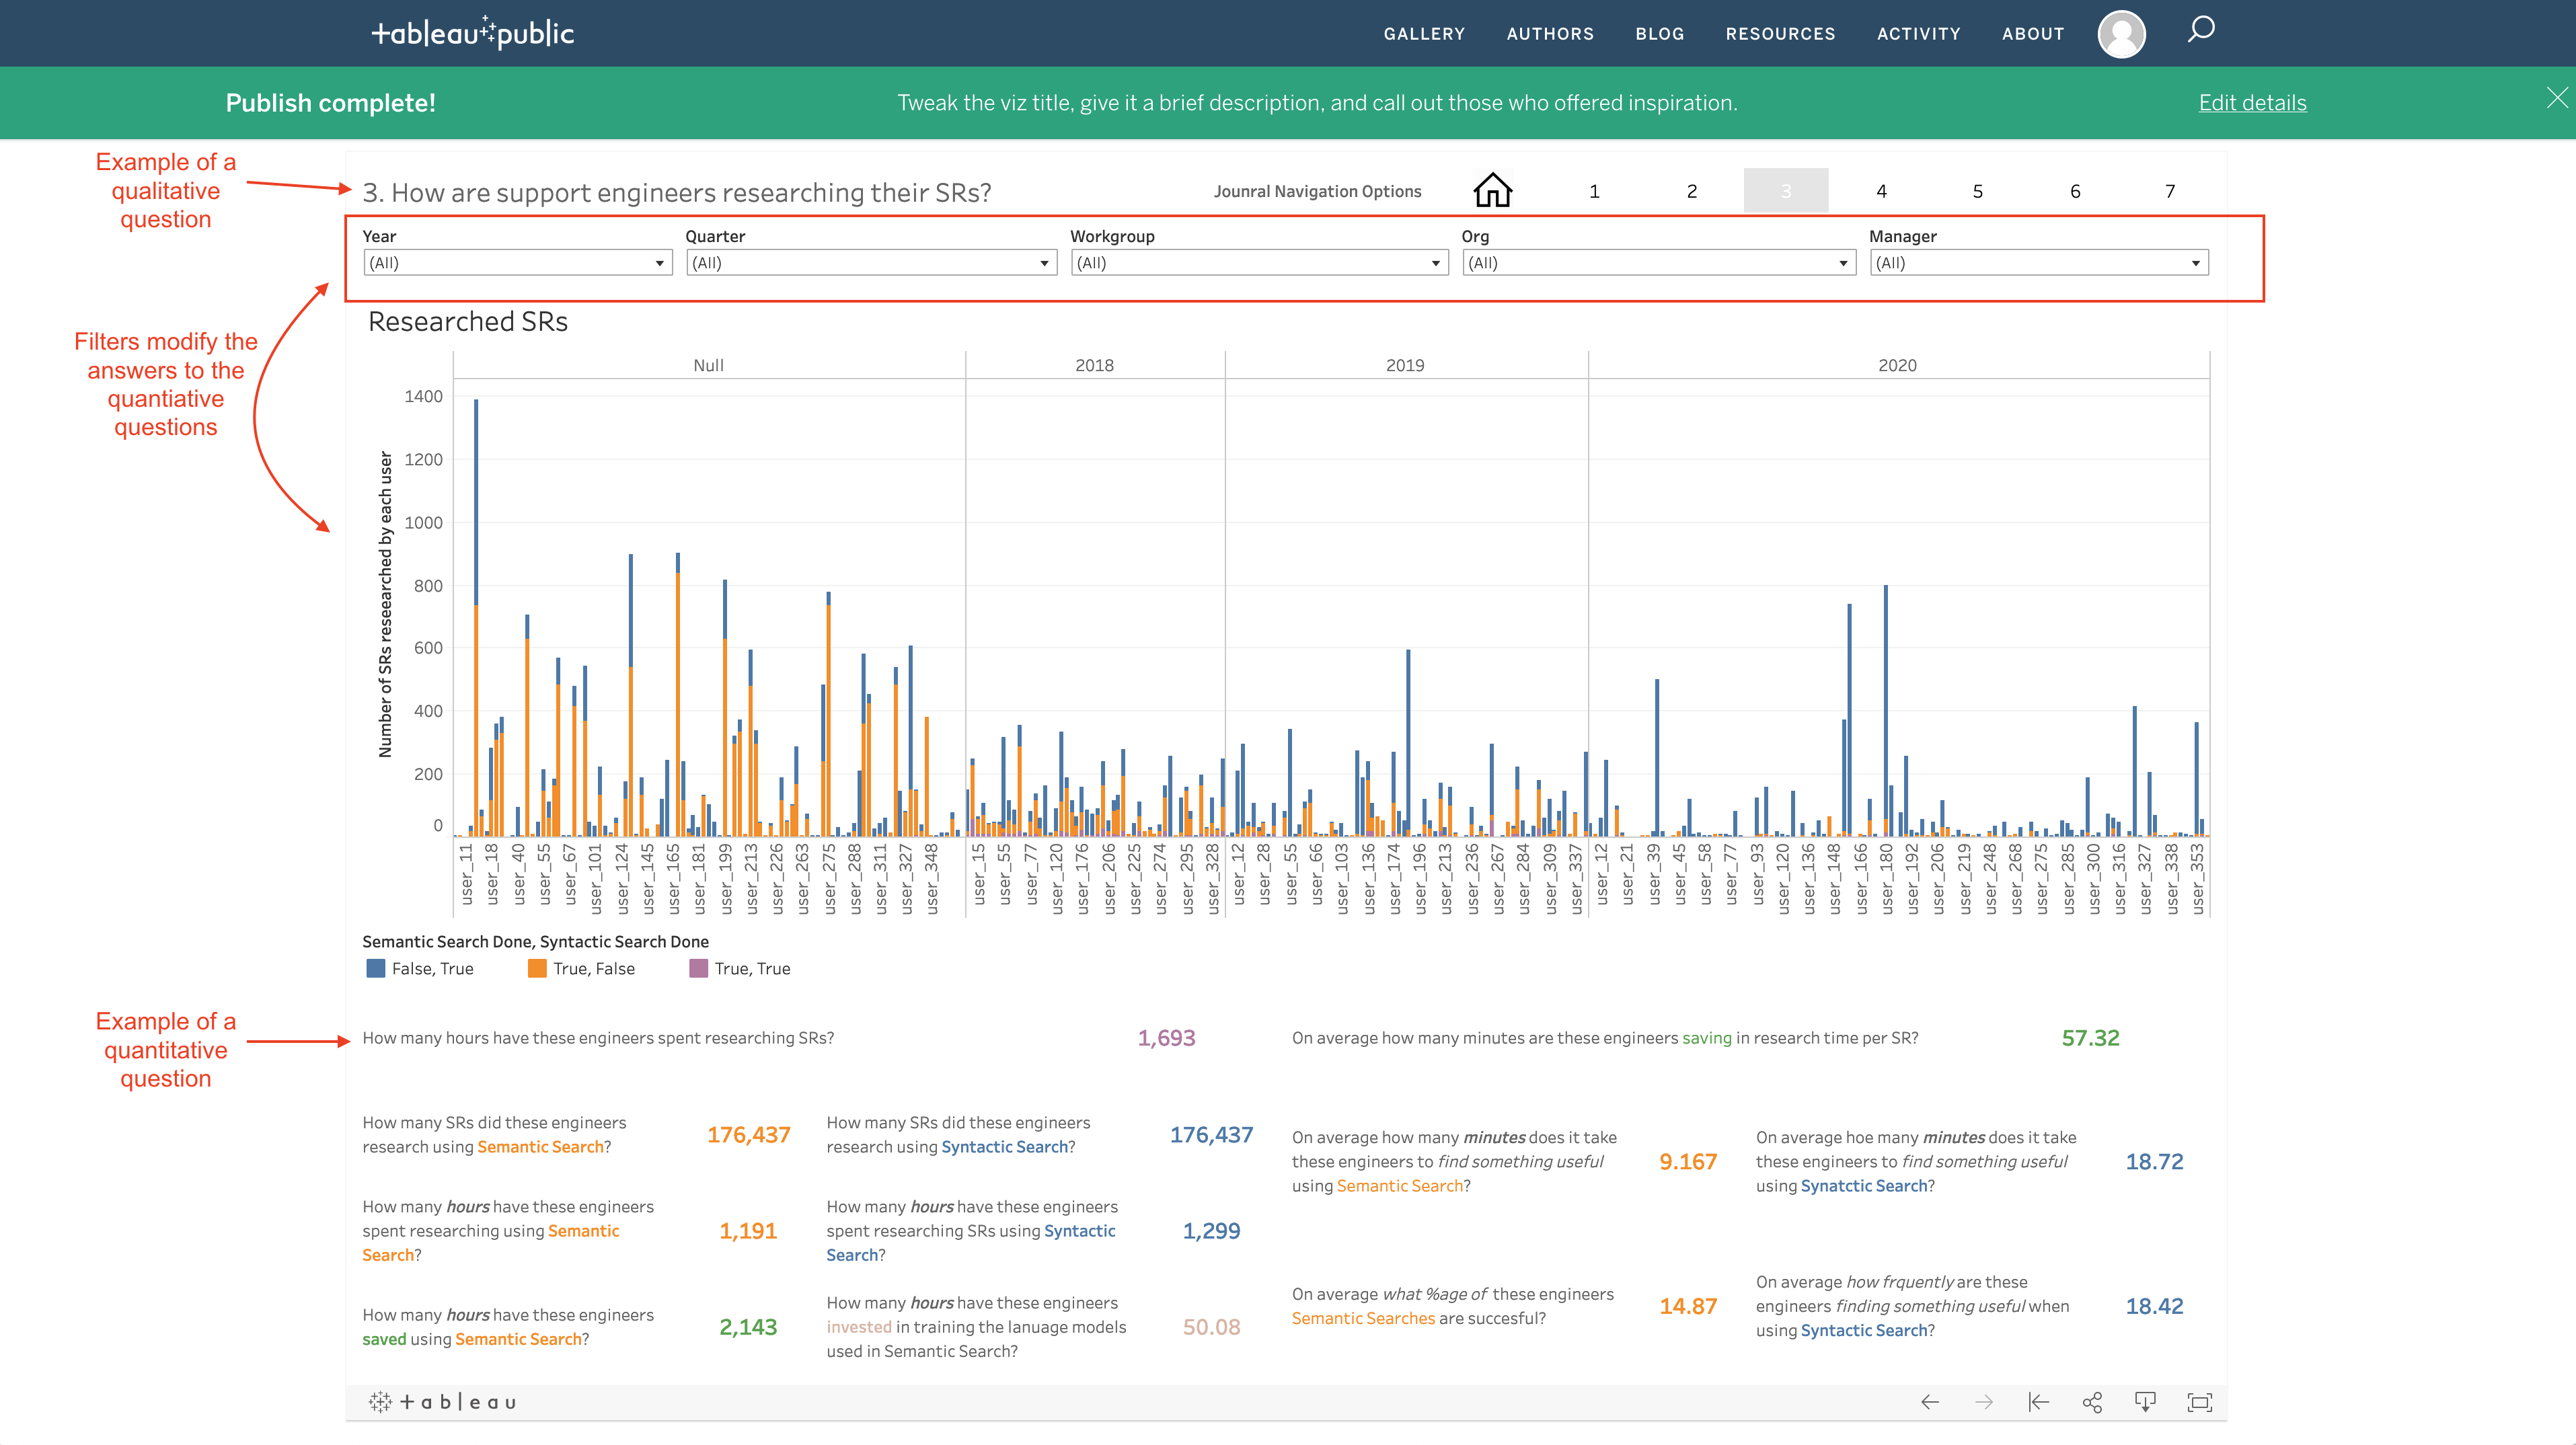 tableau public
GALLERY AUTHORS BLOG RESOURCES ACTIVITY ABOUT
Publish complete!
Tweak the viz title, give it a brief description, and call out those who offered inspiration.
Edit details
Example of a
qualitative
question
3. How are support engineers researching their SRs?
Jounral Navigation Options
1 2 3 4 5 6 7
Year Quarter Workgroup Org Manager
(All) (All) (All) (All) (All)
Filters modify the
answers to the
quantiative
questions
Researched SRs
Null 2018 2019 2020
Number of SRs reseearched by each user
1400
1200
1000
800
600
400
200
0
user_11 user_18 user_40 user_55 user_67 user_101 user_124 user_145 user_165 user_181 user_199 user_213 user_226 user_263 user_275 user_288 user_311 user_327 user_348 user_15 user_55 user_77 user_120 user_176 user_206 user_225 user_274 user_295 user_328 user_12 user_28 user_55 user_66 user_103 user_136 user_174 user_196 user_213 user_236 user_267 user_284 user_309 user_337 user_12 user_21 user_39 user_45 user_58 user_77 user_93 user_120 user_136 user_148 user_166 user_180 user_192 user_206 user_219 user_248 user_268 user_275 user_285 user_300 user_316 user_327 user_338 user_353
Semantic Search Done, Syntactic Search Done
False, True True, False True, True
Example of a
quantitative
question
How many hours have these engineers spent researching SRs? 1,693
On average how many minutes are these engineers saving in research time per SR? 57.32
How many SRs did these engineers
research using Semantic Search?
176,437
How many SRs did these engineers
research using Syntactic Search?
176,437
On average how many minutes does it take
these engineers to find something useful
using Semantic Search?
9.167
On average hoe many minutes does it take
these engineers to find something useful
using Synatctic Search?
18.72
How many hours have these engineers
spent researching using Semantic
Search?
1,191
How many hours have these engineers
spent researching SRs using Syntactic
Search?
1,299
How many hours have these engineers
saved using Semantic Search?
2,143
How many hours have these engineers
invested in training the lanuage models
used in Semantic Search?
50.08
On average what %age of these engineers
Semantic Searches are succesful?
14.87
On average how frquently are these
engineers finding something useful when
using Syntactic Search?
18.42
tableau